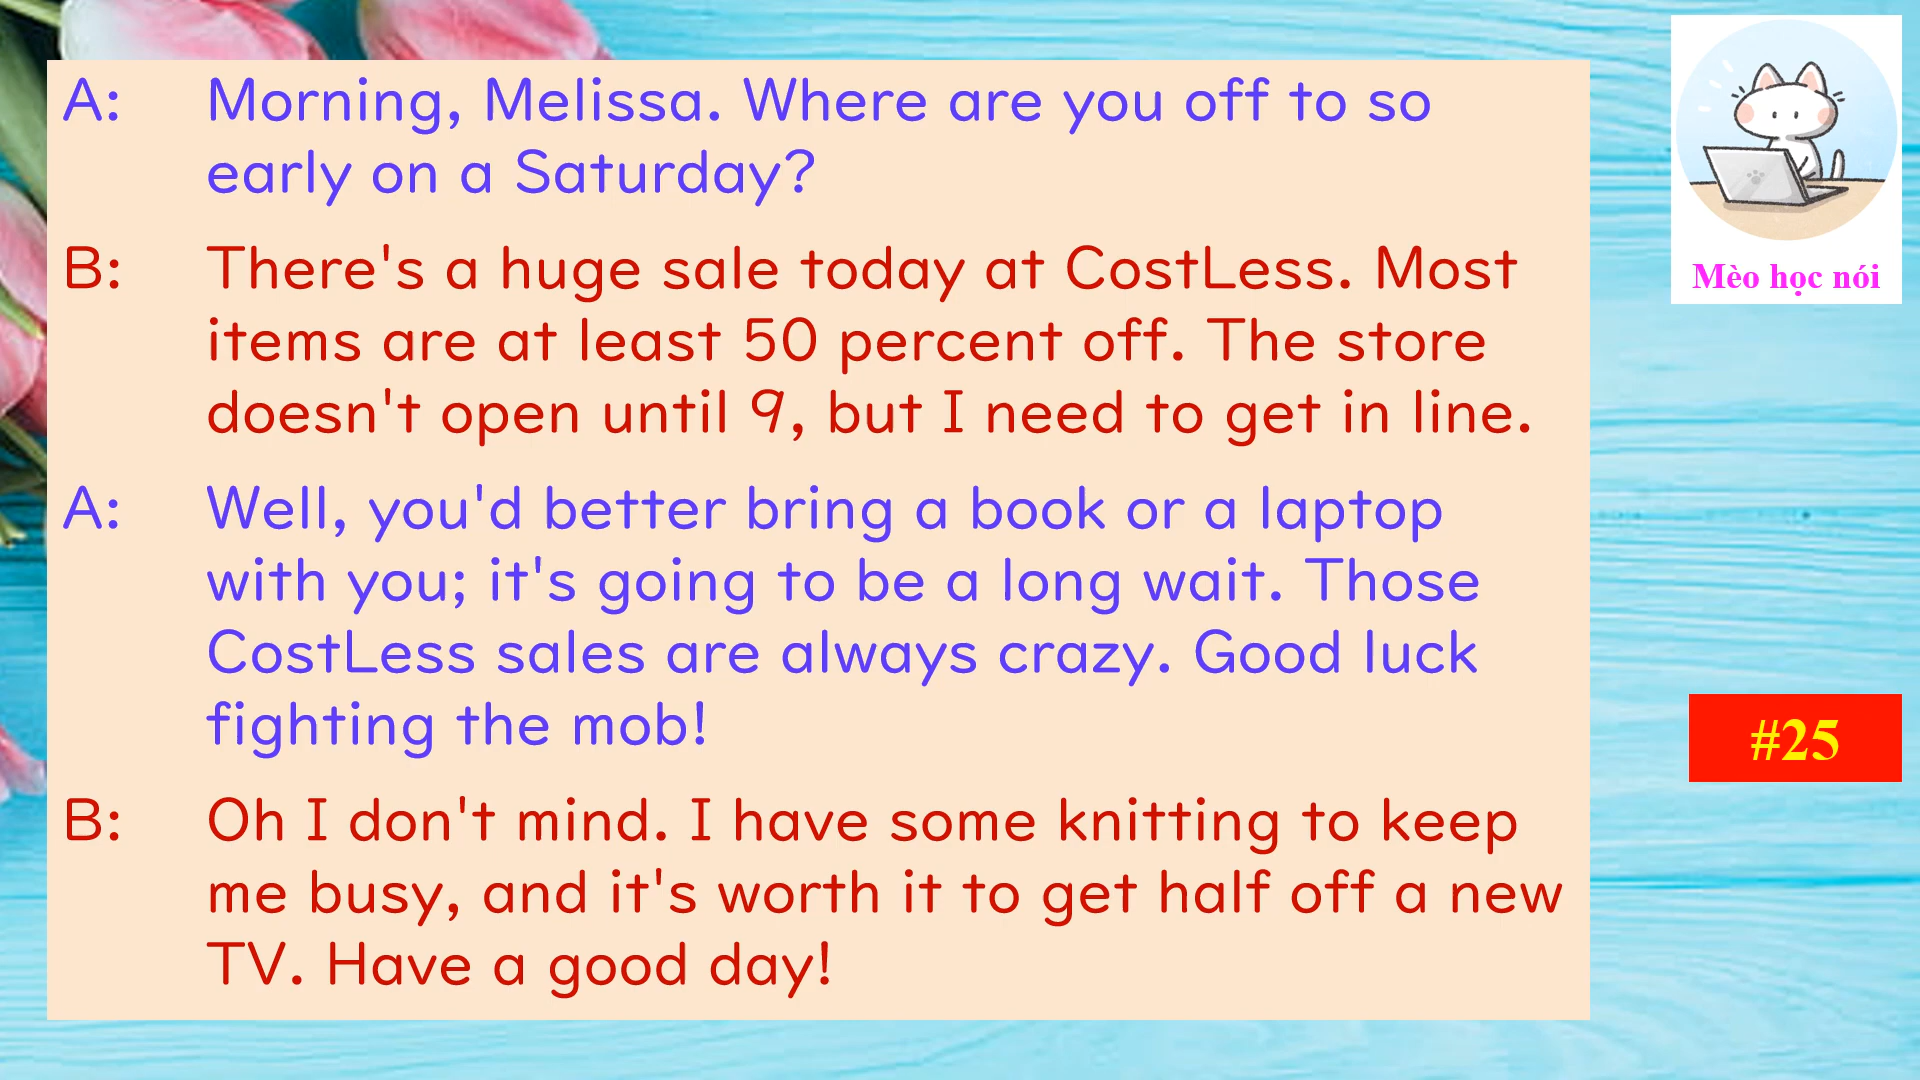 A: Morning, Melissa. Where are you off to so
early on a Saturday?
B: There's a huge sale today at CostLess. Most
items are at least 50 percent off. The store
doesn't open until 9, but I need to get in line.
A: Well, you'd better bring a book or a laptop
with you; it's going to be a long wait. Those
CostLess sales are always crazy. Good luck
fighting the mob!
B: Oh I don't mind. I have some knitting to keep
me busy, and it's worth it to get half off a new
TV. Have a good day!
Mèo học nói
#25